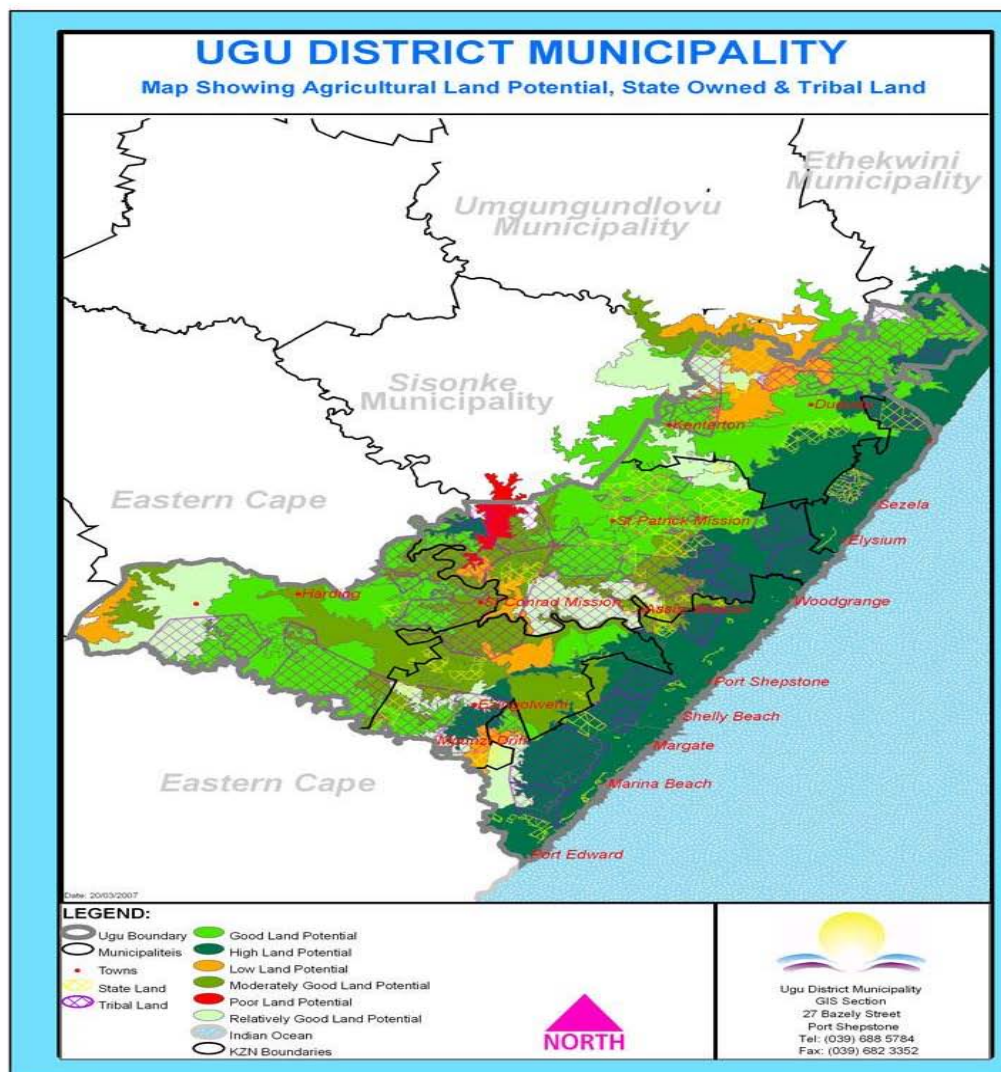 UGU DISTRICT MUNICIPALITY
Map Showing Agricultural Land Potential, State Owned & Tribal Land
Ethekwini
Municipality
Umgungundlovu
Municipality
Sisonke
Municipality
Eastern Cape
Kenterton
Sezela
St Patrick Mission
Elysium
Harding
St Conrad Mission
Woodgrange
Port Shepstone
Shelly Beach
Margate
Eastern Cape
Marina Beach
Port Edward
Date: 20/03/2007
LEGEND:
Ugu Boundary
Municipaliteis
Towns
State Land
Tribal Land
Good Land Potential
High Land Potential
Low Land Potential
Moderately Good Land Potential
Poor Land Potential
Relatively Good Land Potential
Indian Ocean
KZN Boundaries
NORTH
Ugu District Municipality
GIS Section
27 Bazely Street
Port Shepstone
Tel: (039) 688 5784
Fax: (039) 682 3352